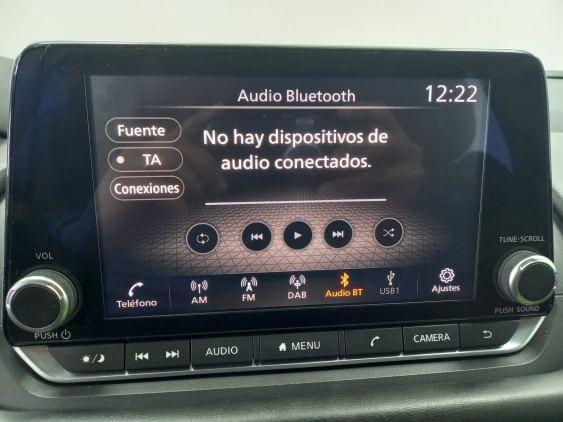 Audio Bluetooth
12:22
Fuente
TA
Conexiones
No hay dispositivos de
audio conectados.
VOL
TUNE·SCROLL
Teléfono
AM
FM
DAB
Audio BT
USB1
Ajustes
PUSH
PUSH SOUND
AUDIO
MENU
CAMERA